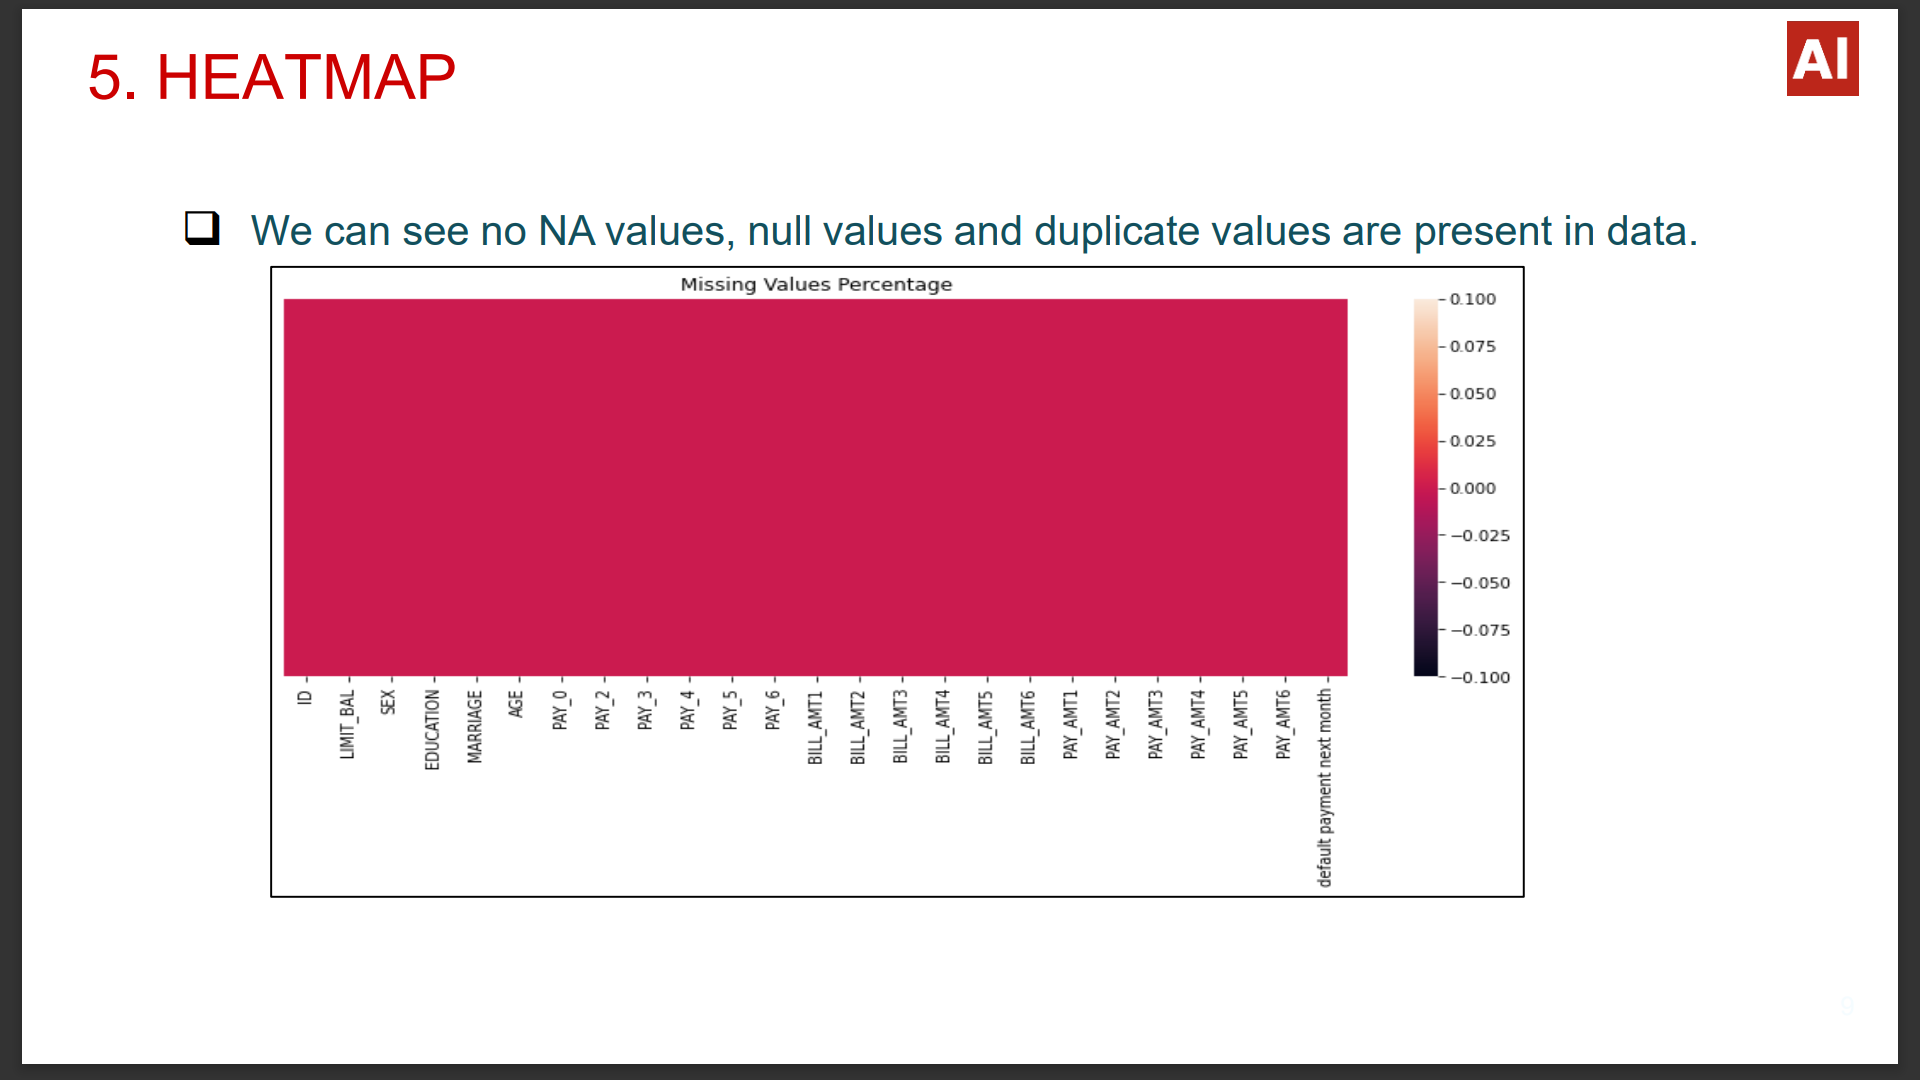 5. HEATMAP
AI
We can see no NA values, null values and duplicate values are present in data.
Missing Values Percentage
0.100
0.075
0.050
0.025
0.000
−0.025
−0.050
−0.075
−0.100
ID
LIMIT_BAL
SEX
EDUCATION
MARRIAGE
AGE
PAY_0
PAY_2
PAY_3
PAY_4
PAY_5
PAY_6
BILL_AMT1
BILL_AMT2
BILL_AMT3
BILL_AMT4
BILL_AMT5
BILL_AMT6
PAY_AMT1
PAY_AMT2
PAY_AMT3
PAY_AMT4
PAY_AMT5
PAY_AMT6
default payment next month
9